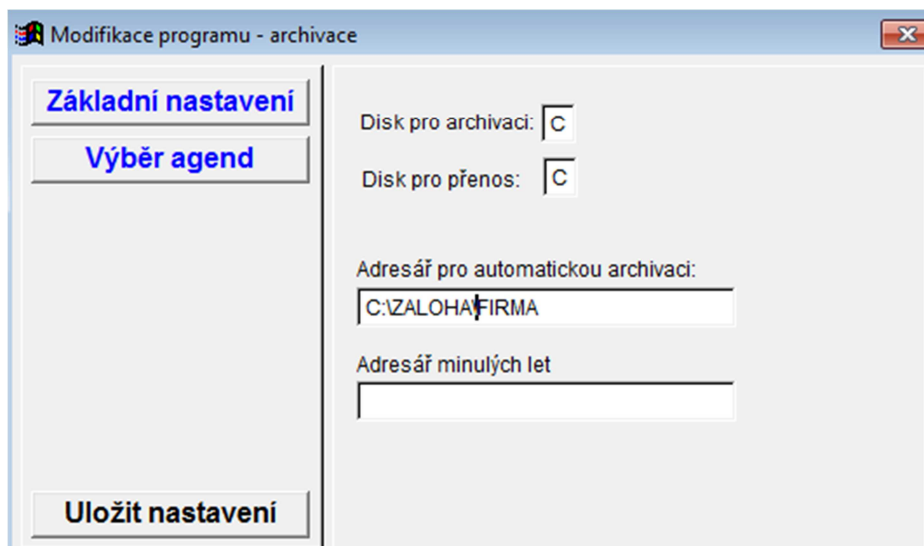 Modifikace programu - archivace
Základní nastavení
Výběr agend
Disk pro archivaci: C
Disk pro přenos: C
Adresář pro automatickou archivaci:
C:\ZALOHA\FIRMA
Adresář minulých let
Uložit nastavení